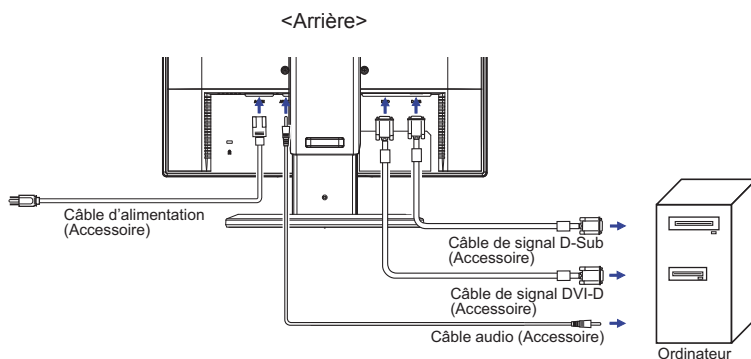 <Arrière>
Câble d'alimentation
(Accessoire)
Câble de signal D-Sub
(Accessoire)
Câble de signal DVI-D
(Accessoire)
Câble audio (Accessoire)
Ordinateur